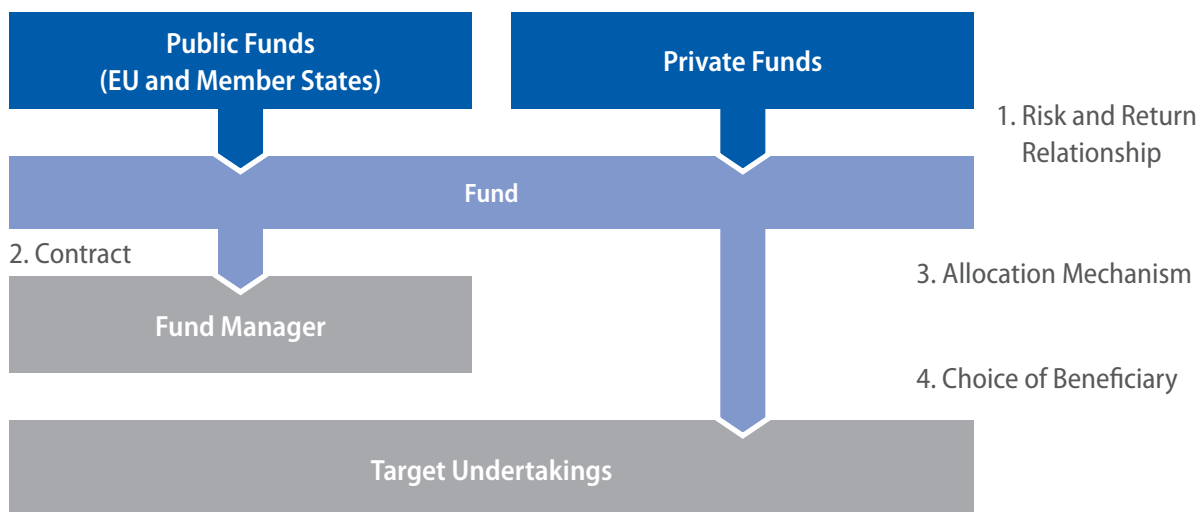 Public Funds
(EU and Member States)
Private Funds
1. Risk and Return
Relationship
Fund
2. Contract
3. Allocation Mechanism
Fund Manager
4. Choice of Beneficiary
Target Undertakings